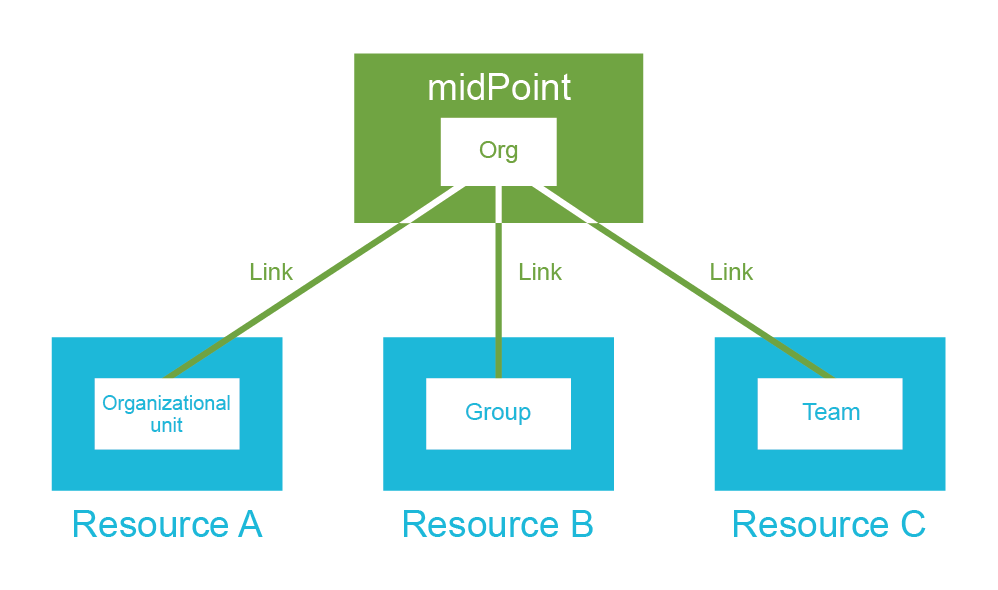 midPoint
Org
Link
Link
Link
Organizational
unit
Group
Team
Resource A
Resource B
Resource C